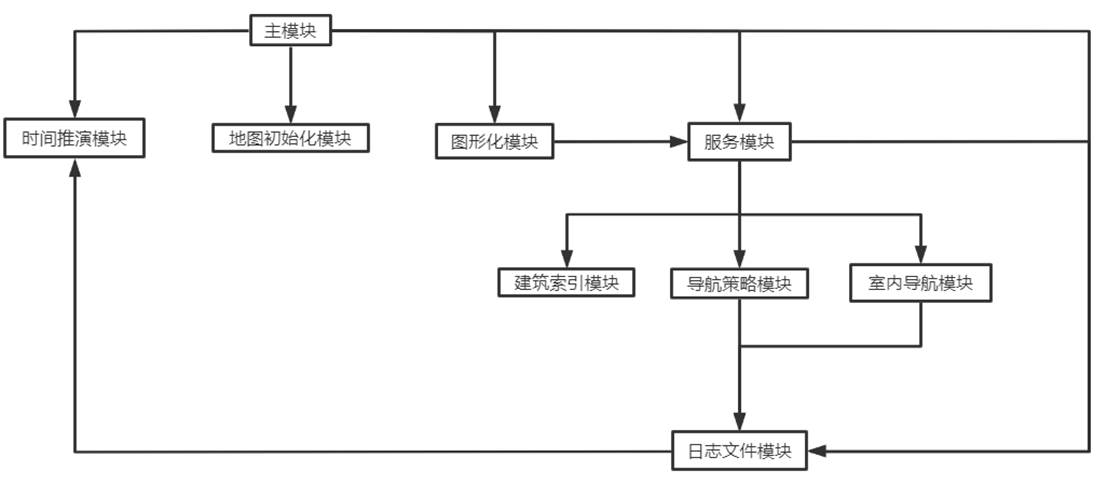 主模块
时间推演模块
地图初始化模块
图形化模块
服务模块
建筑索引模块
导航策略模块
室内导航模块
日志文件模块